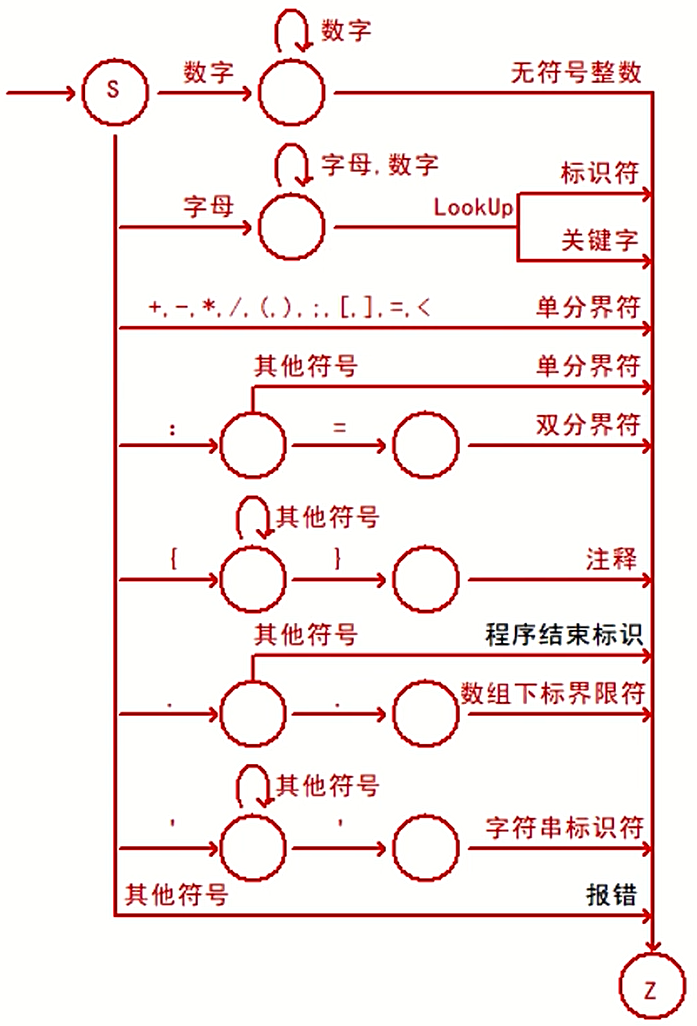 数字
S 数字 无符号整数
字母,数字
字母 LookUp 标识符
关键字
+,-,*,/,(,),;,[,],=,< 单分界符
其他符号 单分界符
: = 双分界符
其他符号
{ } 注释
其他符号 程序结束标识
. . 数组下标界限符
其他符号
' ' 字符串标识符
其他符号 报错
Z